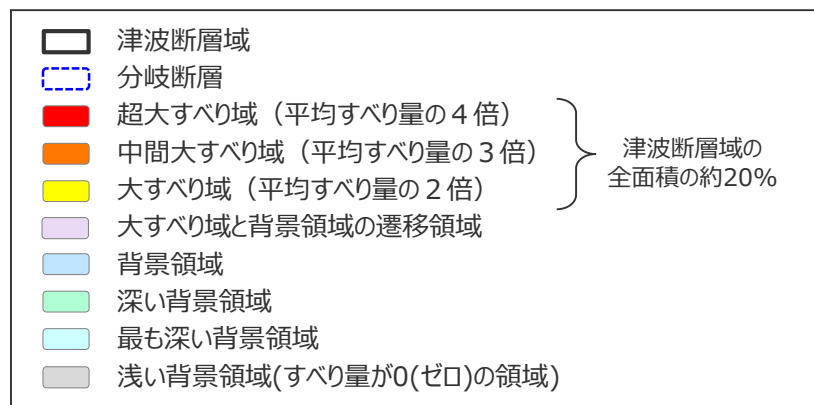 津波断層域
分岐断層
超大すべり域（平均すべり量の４倍）
中間大すべり域（平均すべり量の３倍）
大すべり域（平均すべり量の２倍）
津波断層域の
全面積の約20%
大すべり域と背景領域の遷移領域
背景領域
深い背景領域
最も深い背景領域
浅い背景領域(すべり量が0(ゼロ)の領域)